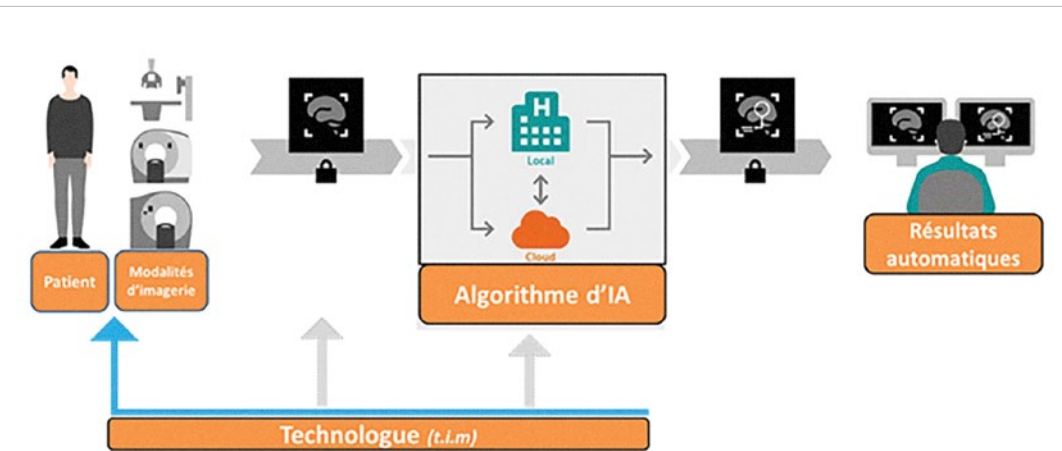 H
Local
Cloud
Patient
Modalités
d'imagerie
Algorithme d'IA
Résultats
automatiques
Technologue (t.i.m)